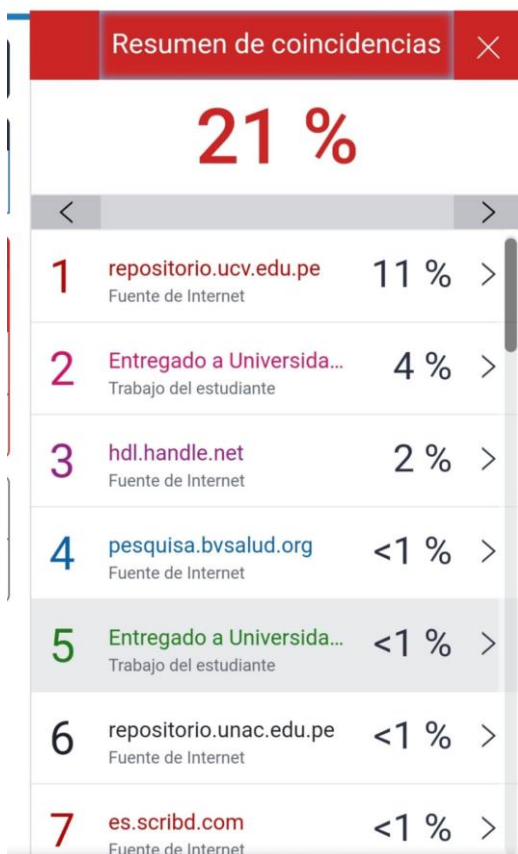 Resumen de coincidencias
21 %
1 repositorio.ucv.edu.pe 11 %
Fuente de Internet
2 Entregado a Universida... 4 %
Trabajo del estudiante
3 hdl.handle.net 2 %
Fuente de Internet
4 pesquisa.bvsalud.org <1 %
Fuente de Internet
5 Entregado a Universida... <1 %
Trabajo del estudiante
6 repositorio.unac.edu.pe <1 %
Fuente de Internet
7 es.scribd.com <1 %
Fuente de Internet